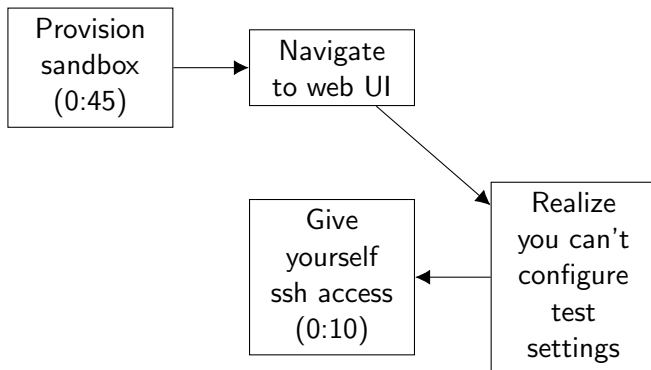 Provision
sandbox
(0:45)
Navigate
to web UI
Realize
you can't
configure
test
settings
Give
yourself
ssh access
(0:10)